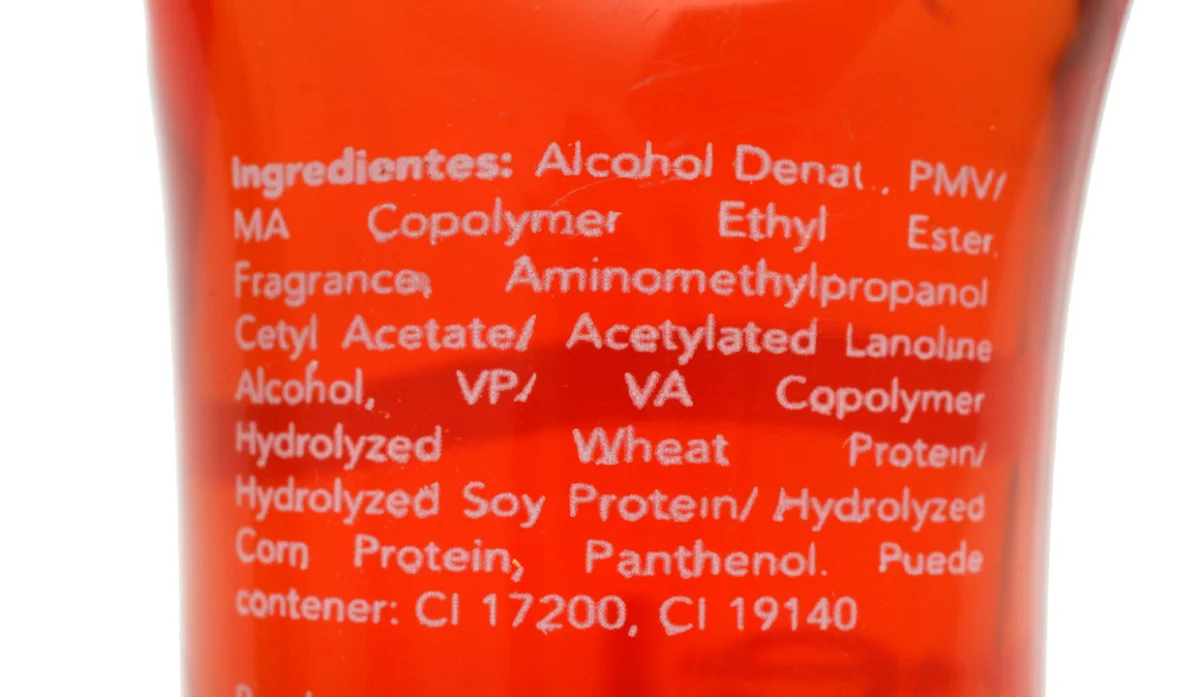 Ingredientes: Alcohol Denat., PMV/
MA Copolymer Ethyl Ester,
Fragrance, Aminomethylpropanol
Cetyl Acetate/ Acetylated Lanoline
Alcohol, VP/ VA Copolymer
Hydrolyzed Wheat Protein/
Hydrolyzed Soy Protein/ Hydrolyzed
Corn Protein, Panthenol. Puede
contener: CI 17200, CI 19140